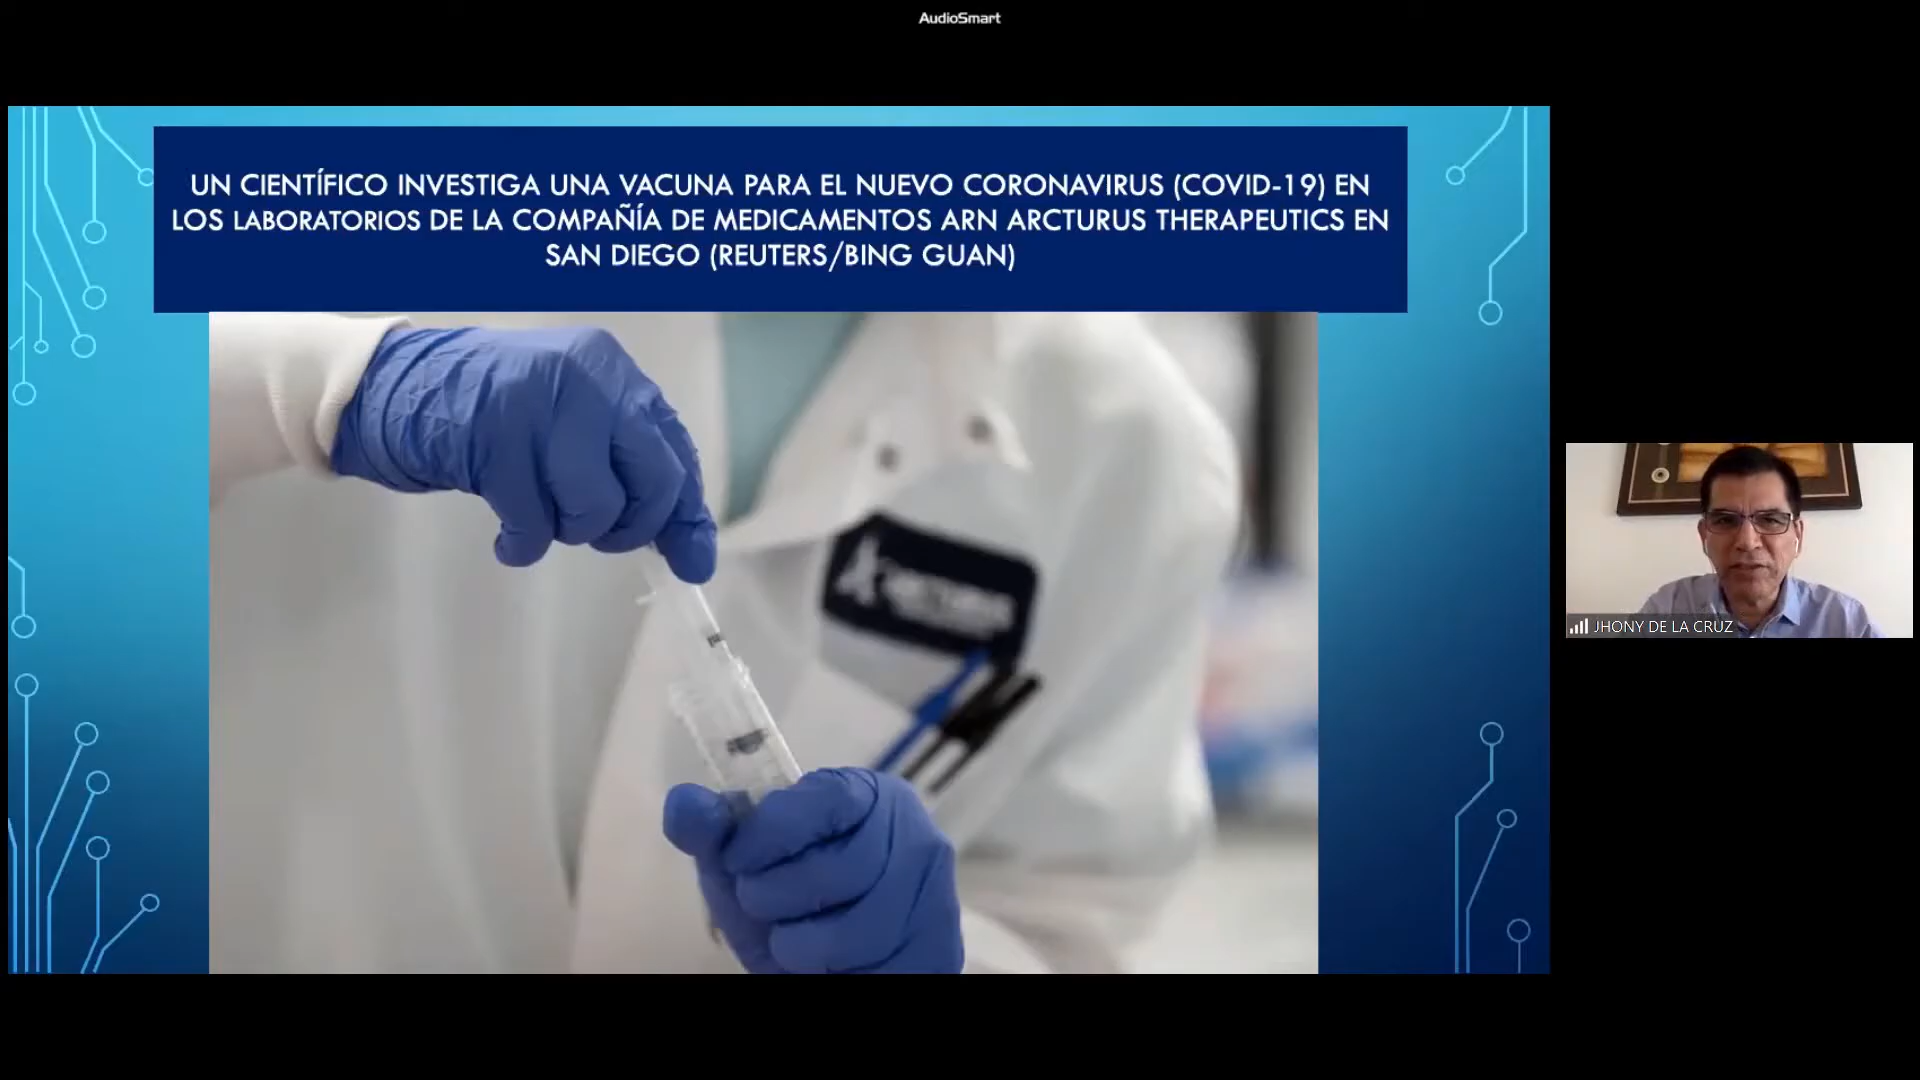 AudioSmart
UN CIENTÍFICO INVESTIGA UNA VACUNA PARA EL NUEVO CORONAVIRUS (COVID-19) EN
LOS LABORATORIOS DE LA COMPAÑÍA DE MEDICAMENTOS ARN ARCTURUS THERAPEUTICS EN
SAN DIEGO (REUTERS/BING GUAN)
JHONY DE LA CRUZ